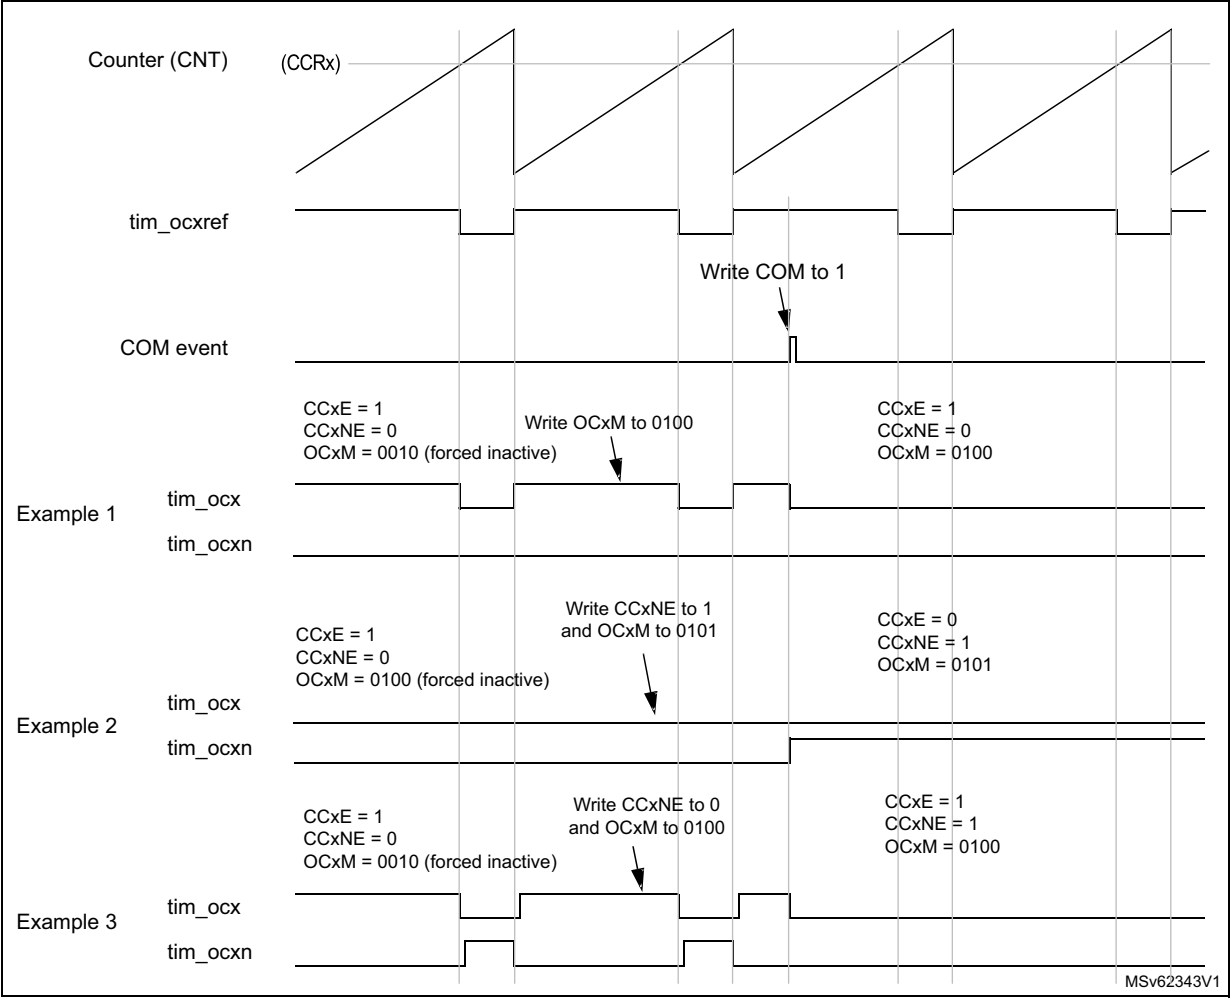 Counter (CNT)
(CCRx)
tim_ocxref
Write COM to 1
COM event
CCxE = 1
CCxNE = 0
OCxM = 0010 (forced inactive)
Write OCxM to 0100
CCxE = 1
CCxNE = 0
OCxM = 0100
Example 1
tim_ocx
tim_ocxn
Write CCxNE to 1
and OCxM to 0101
CCxE = 1
CCxNE = 0
OCxM = 0100 (forced inactive)
CCxE = 0
CCxNE = 1
OCxM = 0101
Example 2
tim_ocx
tim_ocxn
CCxE = 1
CCxNE = 0
OCxM = 0010 (forced inactive)
Write CCxNE to 0
and OCxM to 0100
CCxE = 1
CCxNE = 1
OCxM = 0100
Example 3
tim_ocx
tim_ocxn
MSv62343V1